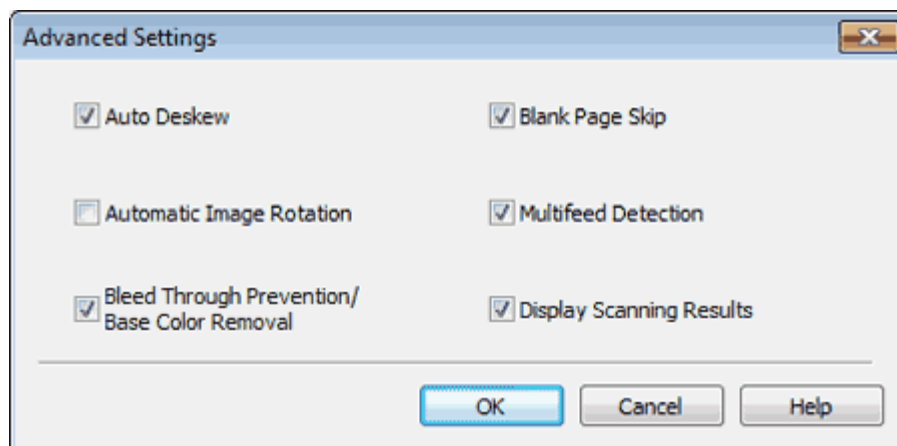 Advanced Settings
Auto Deskew
Blank Page Skip
Automatic Image Rotation
Multifeed Detection
Bleed Through Prevention/
Base Color Removal
Display Scanning Results
OK
Cancel
Help